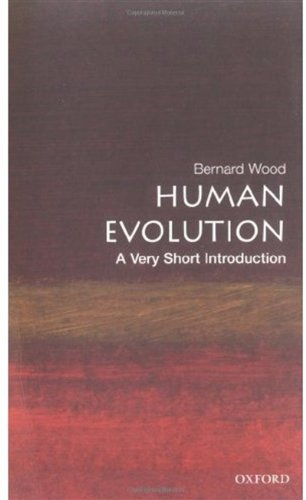 Bernard Wood
HUMAN
EVOLUTION
A Very Short Introduction
OXFORD